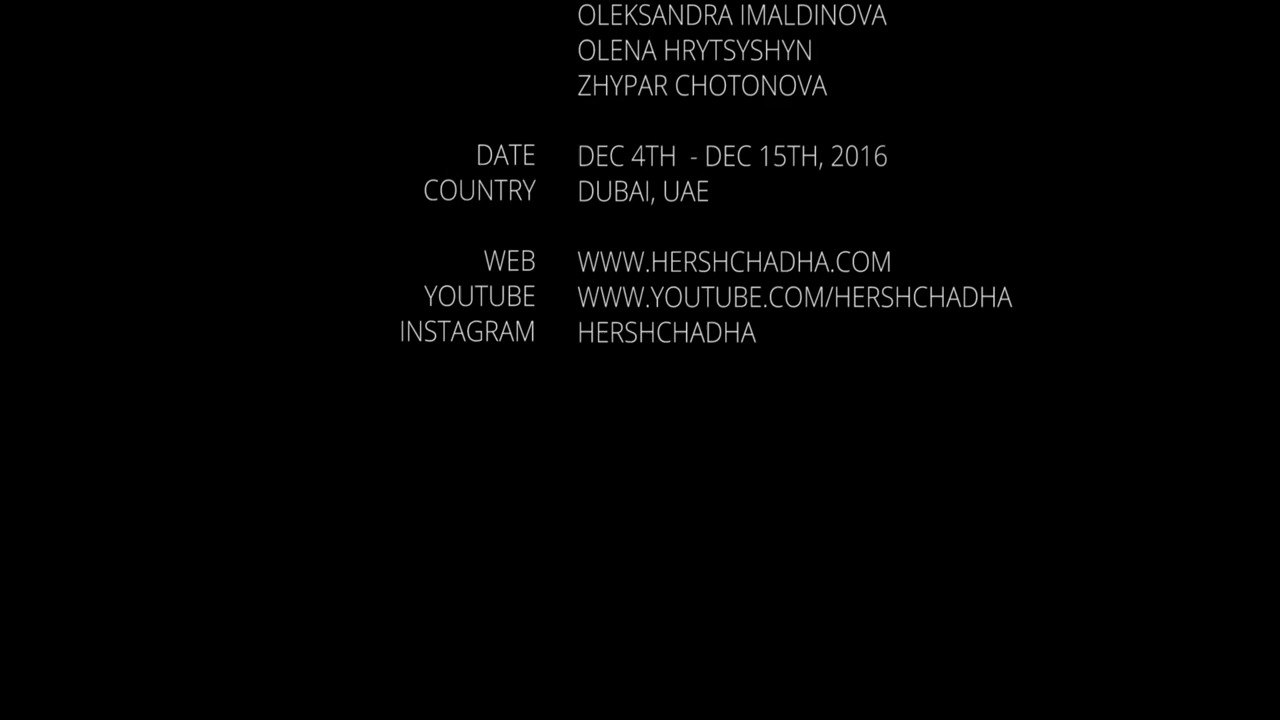 OLEKSANDRA IMALDINOVA
OLENA HRYTSYSHYN
ZHYPAR CHOTONOVA
DATE DEC 4TH - DEC 15TH, 2016
COUNTRY DUBAI, UAE
WEB WWW.HERSHCHADHA.COM
YOUTUBE WWW.YOUTUBE.COM/HERSHCHADHA
INSTAGRAM HERSHCHADHA